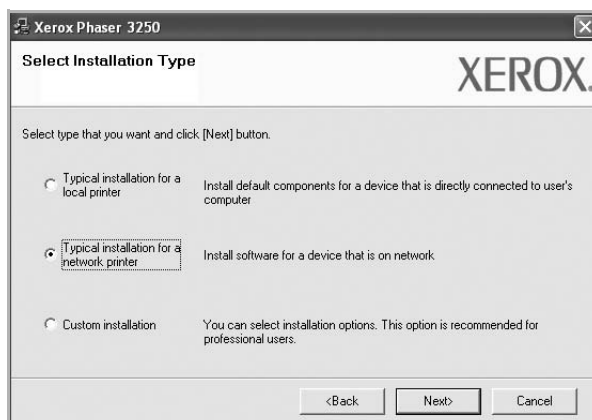 Xerox Phaser 3250
Select Installation Type
XEROX.
Select type that you want and click [Next] button.
Typical installation for a
local printer
Install default components for a device that is directly connected to user's
computer
Typical installation for a
network printer
Install software for a device that is on network
Custom installation
You can select installation options. This option is recommended for
professional users.
<Back
Next>
Cancel